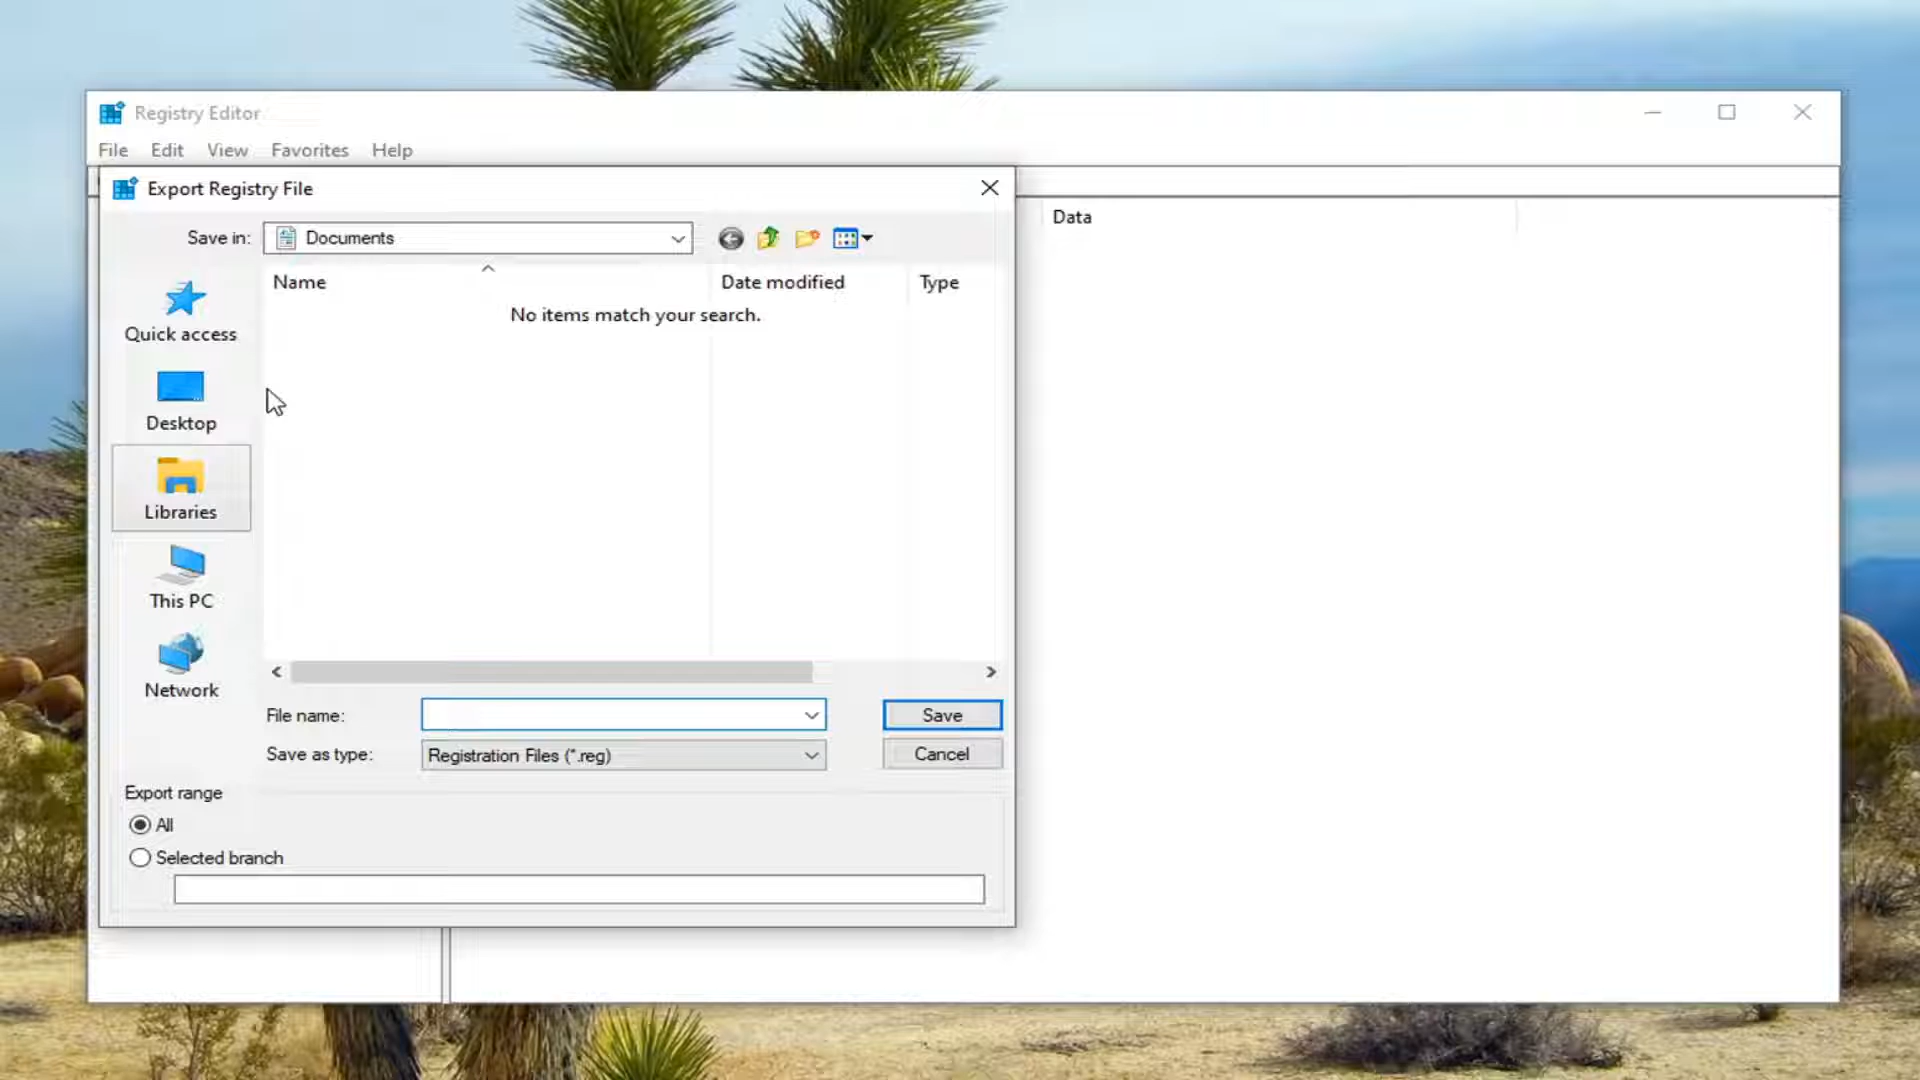 Registry Editor
File Edit View Favorites Help
Export Registry File
Data
Save in: Documents
Name Date modified Type
No items match your search.
Quick access
Desktop
Libraries
This PC
Network
File name: Save
Save as type: Registration Files (*.reg) Cancel
Export range
All
Selected branch